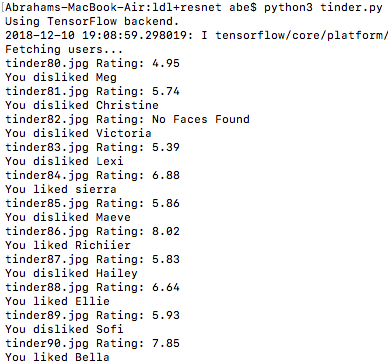 [Abrahams-MacBook-Air:ldl+resnet abe$ python3 tinder.py
Using TensorFlow backend.
2018-12-10 19:08:59.298019: I tensorflow/core/platform/
Fetching users...
tinder80.jpg Rating: 4.95
You disliked Meg
tinder81.jpg Rating: 5.74
You disliked Christine
tinder82.jpg Rating: No Faces Found
You disliked Victoria
tinder83.jpg Rating: 5.39
You disliked Lexi
tinder84.jpg Rating: 6.88
You liked sierra
tinder85.jpg Rating: 5.86
You disliked Maeve
tinder86.jpg Rating: 8.02
You liked Richiier
tinder87.jpg Rating: 5.83
You disliked Hailey
tinder88.jpg Rating: 6.64
You liked Ellie
tinder89.jpg Rating: 5.93
You disliked Sofi
tinder90.jpg Rating: 7.85
You liked Bella